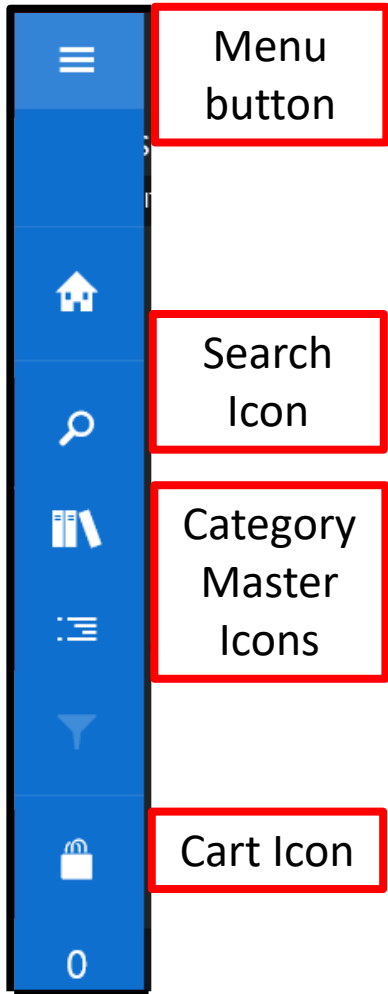 Menu
button
S
Search
Icon
Category
Master
Icons
Cart Icon
0